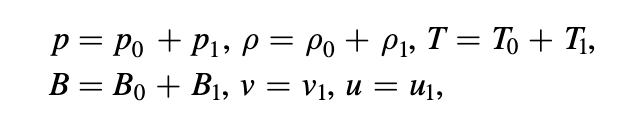 p = p₀ + p₁, ρ = ρ₀ + ρ₁, T = T₀ + T₁,
B = B₀ + B₁, v = v₁, u = u₁,